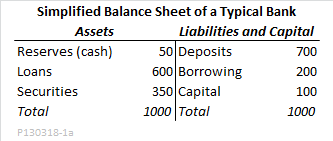 Simplified Balance Sheet of a Typical Bank
Assets Liabilities and Capital
Reserves (cash) 50 Deposits 700
Loans 600 Borrowing 200
Securities 350 Capital 100
Total 1000 Total 1000
P130318-1a